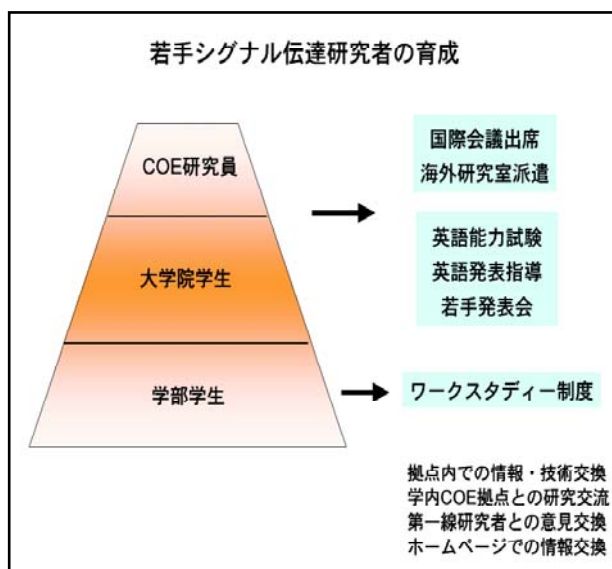 若手シグナル伝達研究者の育成
COE研究員
国際会議出席
海外研究室派遣
大学院学生
英語能力試験
英語発表指導
若手発表会
学部学生
ワークスタディー制度
拠点内での情報・技術交換
学内COE拠点との研究交流
第一線研究者との意見交換
ホームページでの情報交換